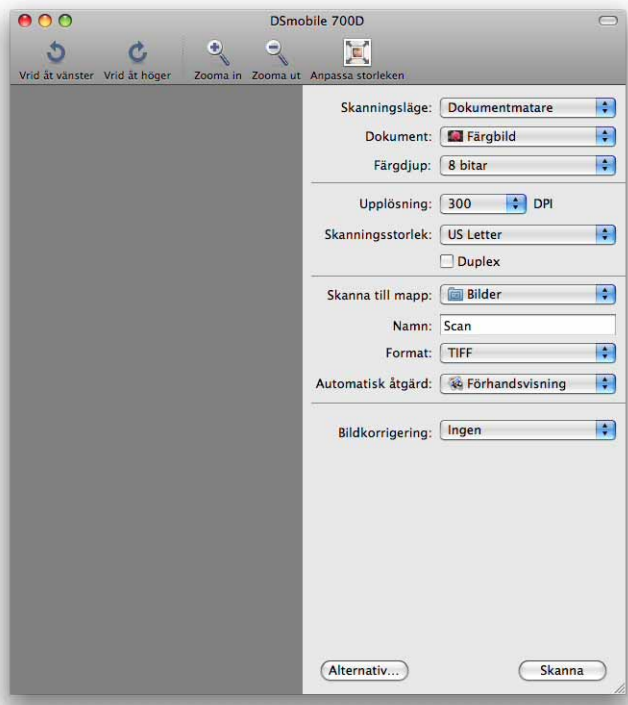 DSmobile 700D
Vrid åt vänster Vrid åt höger Zooma in Zooma ut Anpassa storleken
Skanningsläge: Dokumentmatare
Dokument: Färgbild
Färgdjup: 8 bitar
Upplösning: 300 DPI
Skanningsstorlek: US Letter
Duplex
Skanna till mapp: Bilder
Namn: Scan
Format: TIFF
Automatisk åtgärd: Förhandsvisning
Bildkorrigering: Ingen
Alternativ... Skanna